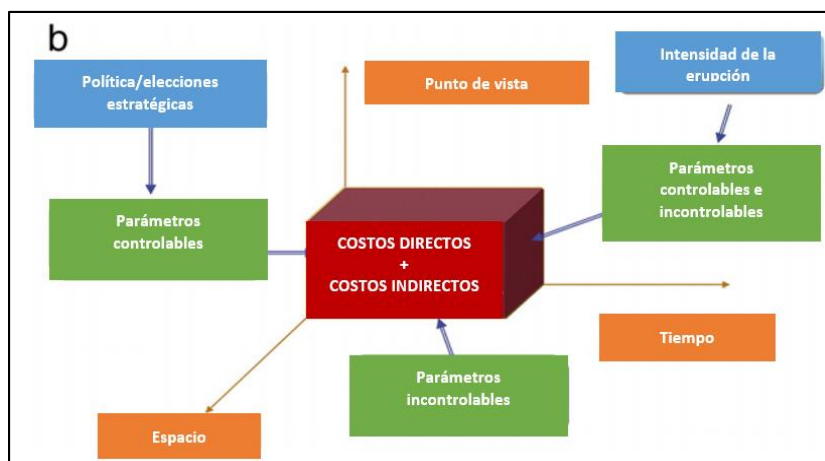 b
Política/elecciones
estratégicas
Punto de vista
Intensidad de la
erupción
Parámetros
controlables
Parámetros
controlables e
incontrolables
COSTOS DIRECTOS
+
COSTOS INDIRECTOS
Tiempo
Parámetros
incontrolables
Espacio